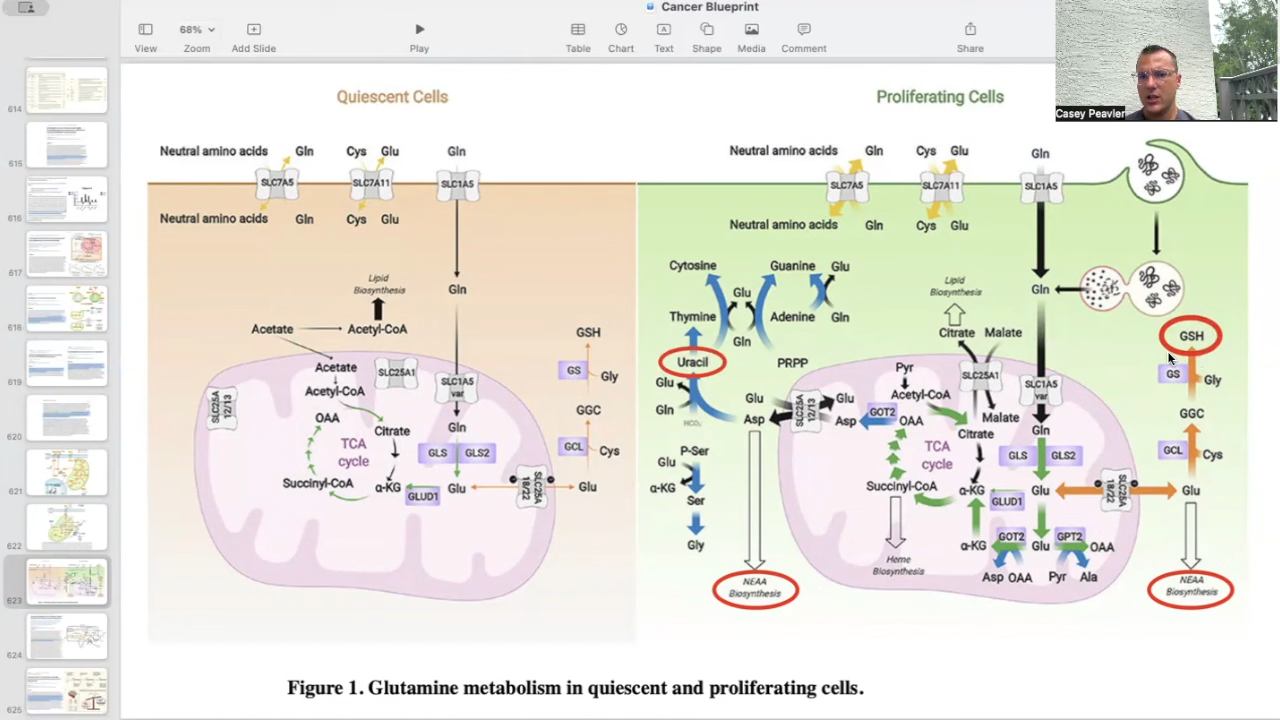 Cancer Blueprint
68%
View
Zoom
Add Slide
Play
Table
Chart
Text
Shape
Media
Comment
Share
Casey Peavler
614
615
616
617
618
619
620
621
622
623
624
625
Quiescent Cells
Neutral amino acids Gln
Cys Glu
Gln
SLC7A5
SLC7A11
SLC1A5
Neutral amino acids Gln
Cys Glu
Lipid
Biosynthesis
Gln
Acetate
Acetyl-CoA
GSH
Acetate
SLC25A1
SLC1A5
var
GS
Gly
Acetyl-CoA
SLC25A
12/13
OAA
Citrate
Gln
GGC
TCA
cycle
GLS
GLS2
GCL
Cys
Succinyl-CoA
α-KG
GLUD1
Glu
SLC25A
18/22
Glu
Proliferating Cells
Neutral amino acids Gln
Cys Glu
Gln
SLC7A5
SLC7A11
SLC1A5
Neutral amino acids Gln
Cys Glu
Cytosine
Guanine
Glu
Lipid
Biosynthesis
Gln
Glu
Thymine
Adenine
Gln
Citrate
Malate
GSH
Gln
Uracil
PRPP
Pyr
SLC25A1
GS
Gly
Glu
Acetyl-CoA
SLC1A5
var
Gln
Glu
SLC25A
12/13
Glu
GOT2
Malate
GGC
HCO₃⁻
Asp
Asp
OAA
Citrate
Gln
P-Ser
TCA
cycle
GLS
GLS2
GCL
Cys
Glu
α-KG
Succinyl-CoA
α-KG
GLUD1
Glu
SLC25A
18/22
Glu
Ser
Gly
α-KG
GOT2
Glu
GPT2
OAA
Heme
Biosynthesis
Asp OAA
Pyr
Ala
NEAA
Biosynthesis
NEAA
Biosynthesis
Figure 1. Glutamine metabolism in quiescent and proliferating cells.